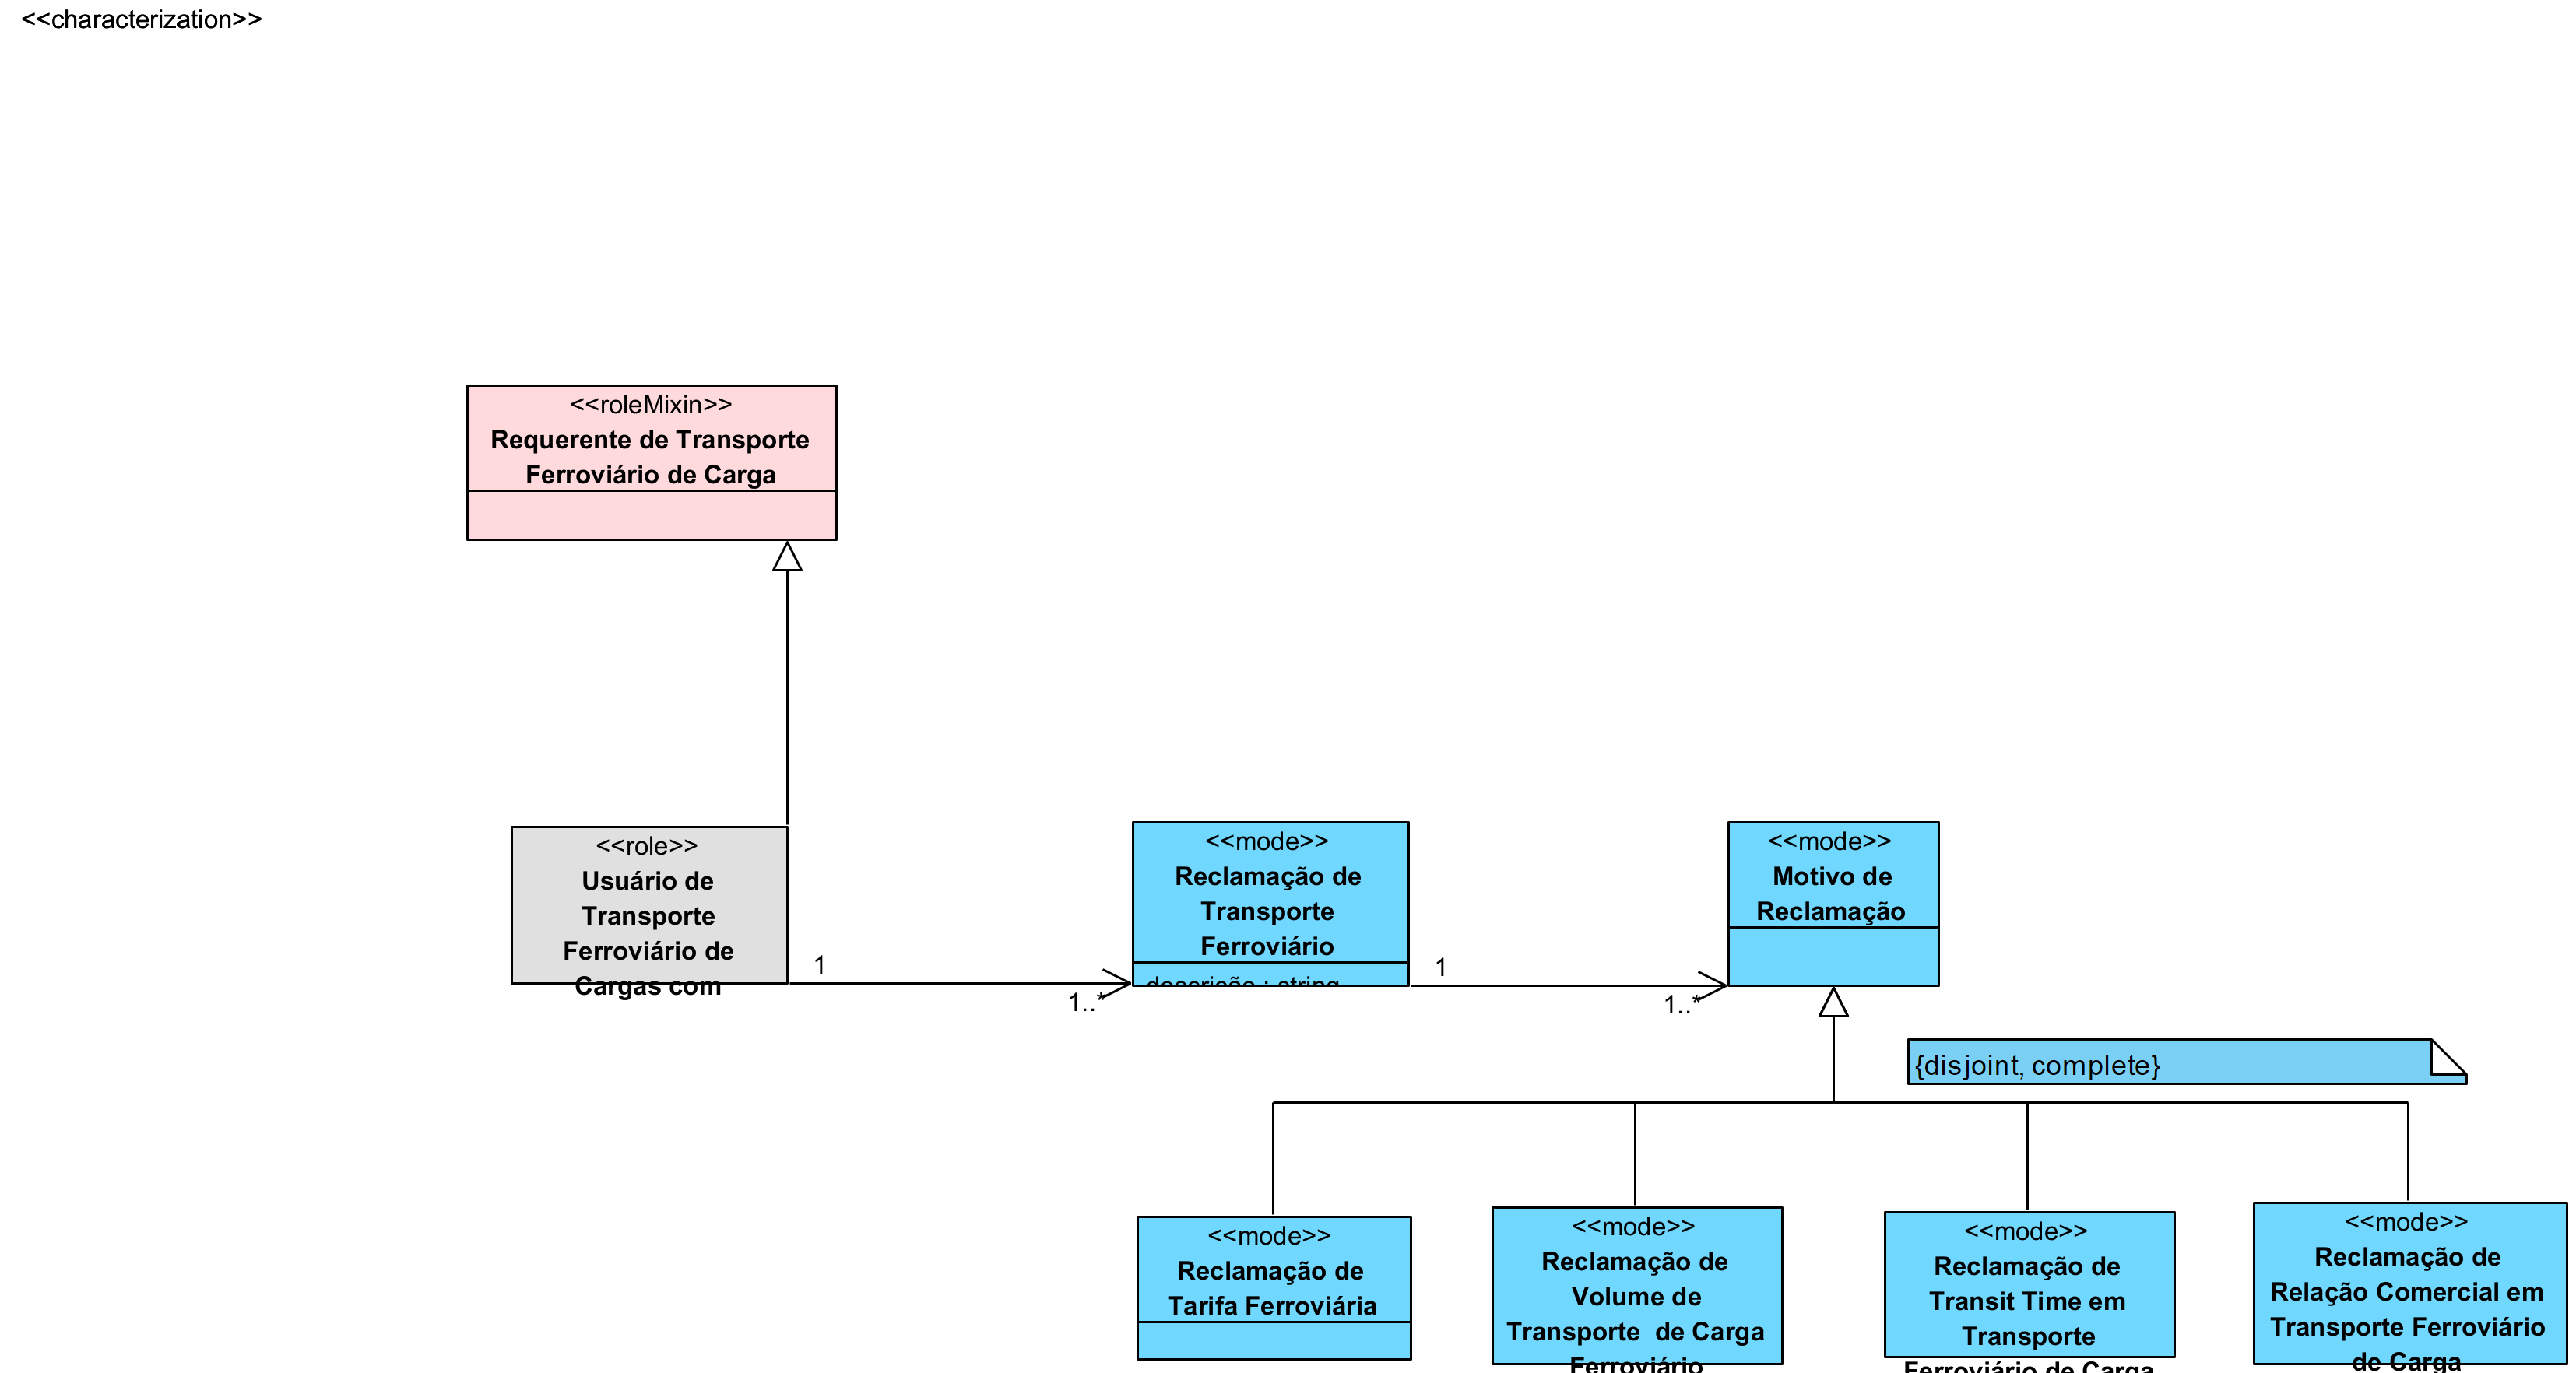 <<characterization>>
<<roleMixin>>
Requerente de Transporte
Ferroviário de Carga
<<role>>
Usuário de
Transporte
Ferroviário de
Cargas com
1
1..*
<<mode>>
Reclamação de
Transporte
Ferroviário
descrição : string
1
1..*
<<mode>>
Motivo de
Reclamação
{disjoint, complete}
<<mode>>
Reclamação de
Tarifa Ferroviária
<<mode>>
Reclamação de
Volume de
Transporte  de Carga
Ferroviário
<<mode>>
Reclamação de
Transit Time em
Transporte
Ferroviário de Carga
<<mode>>
Reclamação de
Relação Comercial em
Transporte Ferroviário
de Carga